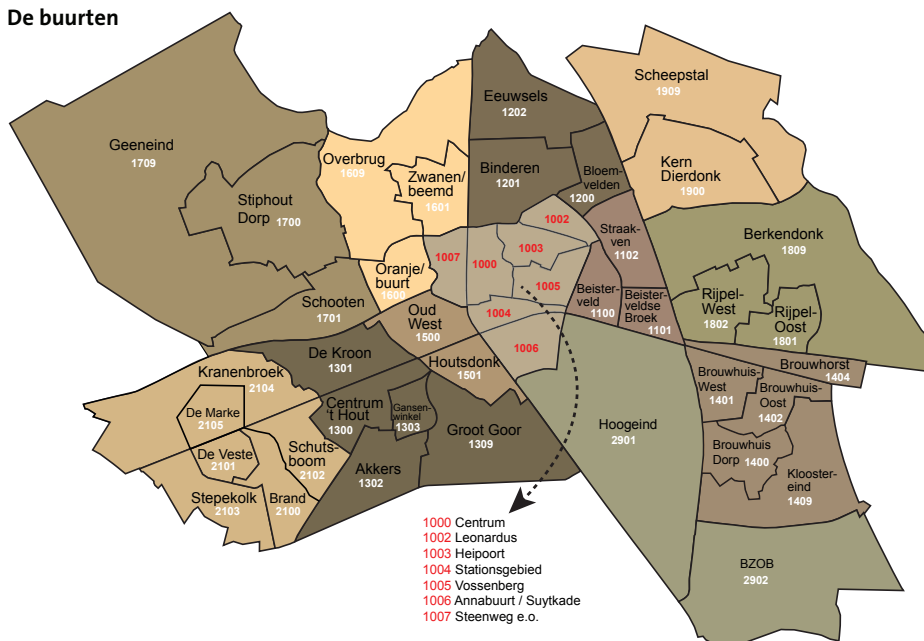 De buurten
Scheepstal
1909
Eeuwsels
1202
Geeneind
1709
Overbrug
1609
Zwanen/
beemd
1601
Binderen
1201
Bloem-
velden
1200
Kern
Dierdonk
1900
Stiphout
Dorp
1700
1002
Straak-
ven
1102
Berkendonk
1809
1007
1000
1003
Oranje/
buurt
1600
1005
Beister-
veld
1100
Beister-
veldse
Broek
1101
Rijpel-
West
1802
Rijpel-
Oost
1801
Schooten
1701
Oud
West
1500
1004
1006
De Kroon
1301
Houtsdonk
1501
Brouwhorst
1404
Kranenbroek
2104
Brouwhuis-
West
1401
Brouwhuis-
Oost
1402
De Marke
2105
Centrum
't Hout
1300
Gansen-
winkel
1303
Groot Goor
1309
Hoogeind
2901
De Veste
2101
Schuts-
boom
2102
Akkers
1302
Brouwhuis
Dorp
1400
Klooster-
eind
1409
Stepekolk
2103
Brand
2100
BZOB
2902
1000 Centrum
1002 Leonardus
1003 Heipoort
1004 Stationsgebied
1005 Vossenberg
1006 Annabuurt / Suytkade
1007 Steenweg e.o.